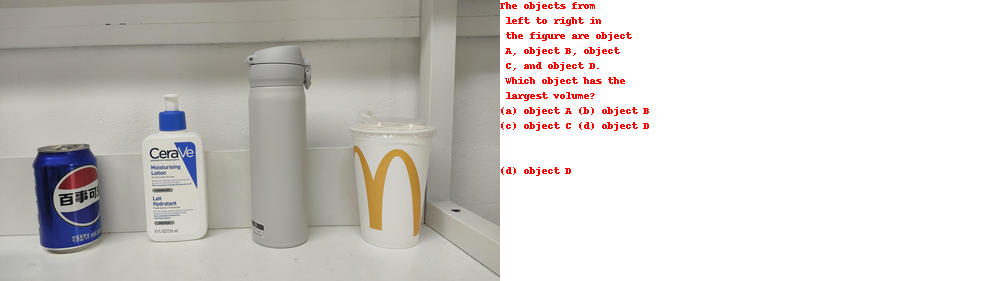 The objects from
left to right in
the figure are object
A, object B, object
C, and object D.
Which object has the
largest volume?
(a) object A (b) object B
(c) object C (d) object D
(d) object D
百事可
CeraVe
Moisturising
Lotion
Lait
Hydratant